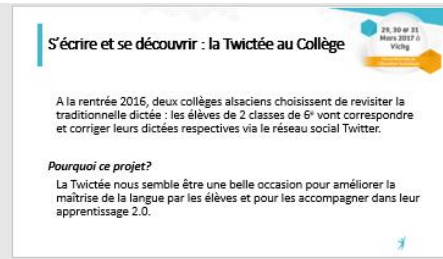 S'écrire et se découvrir : la Twictée au Collège
29, 30 et 31
Mars 2017 à
Vichy
A la rentrée 2016, deux collèges alsaciens choisissent de revisiter la
traditionnelle dictée : les élèves de 2 classes de 6e vont correspondre
et corriger leurs dictées respectives via le réseau social Twitter.
Pourquoi ce projet?
La Twictée nous semble être une belle occasion pour améliorer la
maîtrise de la langue par les élèves et pour les accompagner dans leur
apprentissage 2.0.